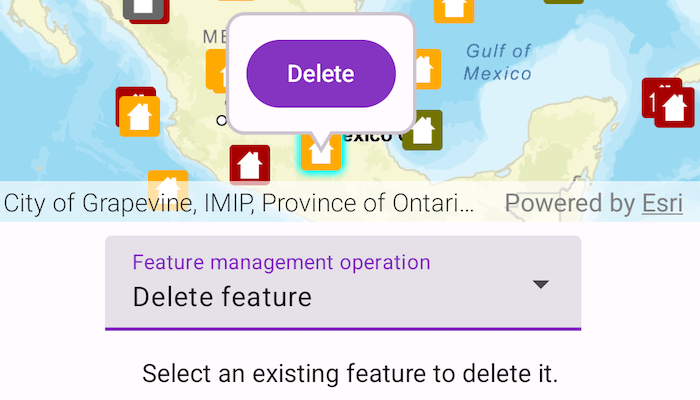 ME
Gulf of
Mexico
Delete
1
exico
City of Grapevine, IMIP, Province of Ontari...
Powered by Esri
Feature management operation
Delete feature
Select an existing feature to delete it.